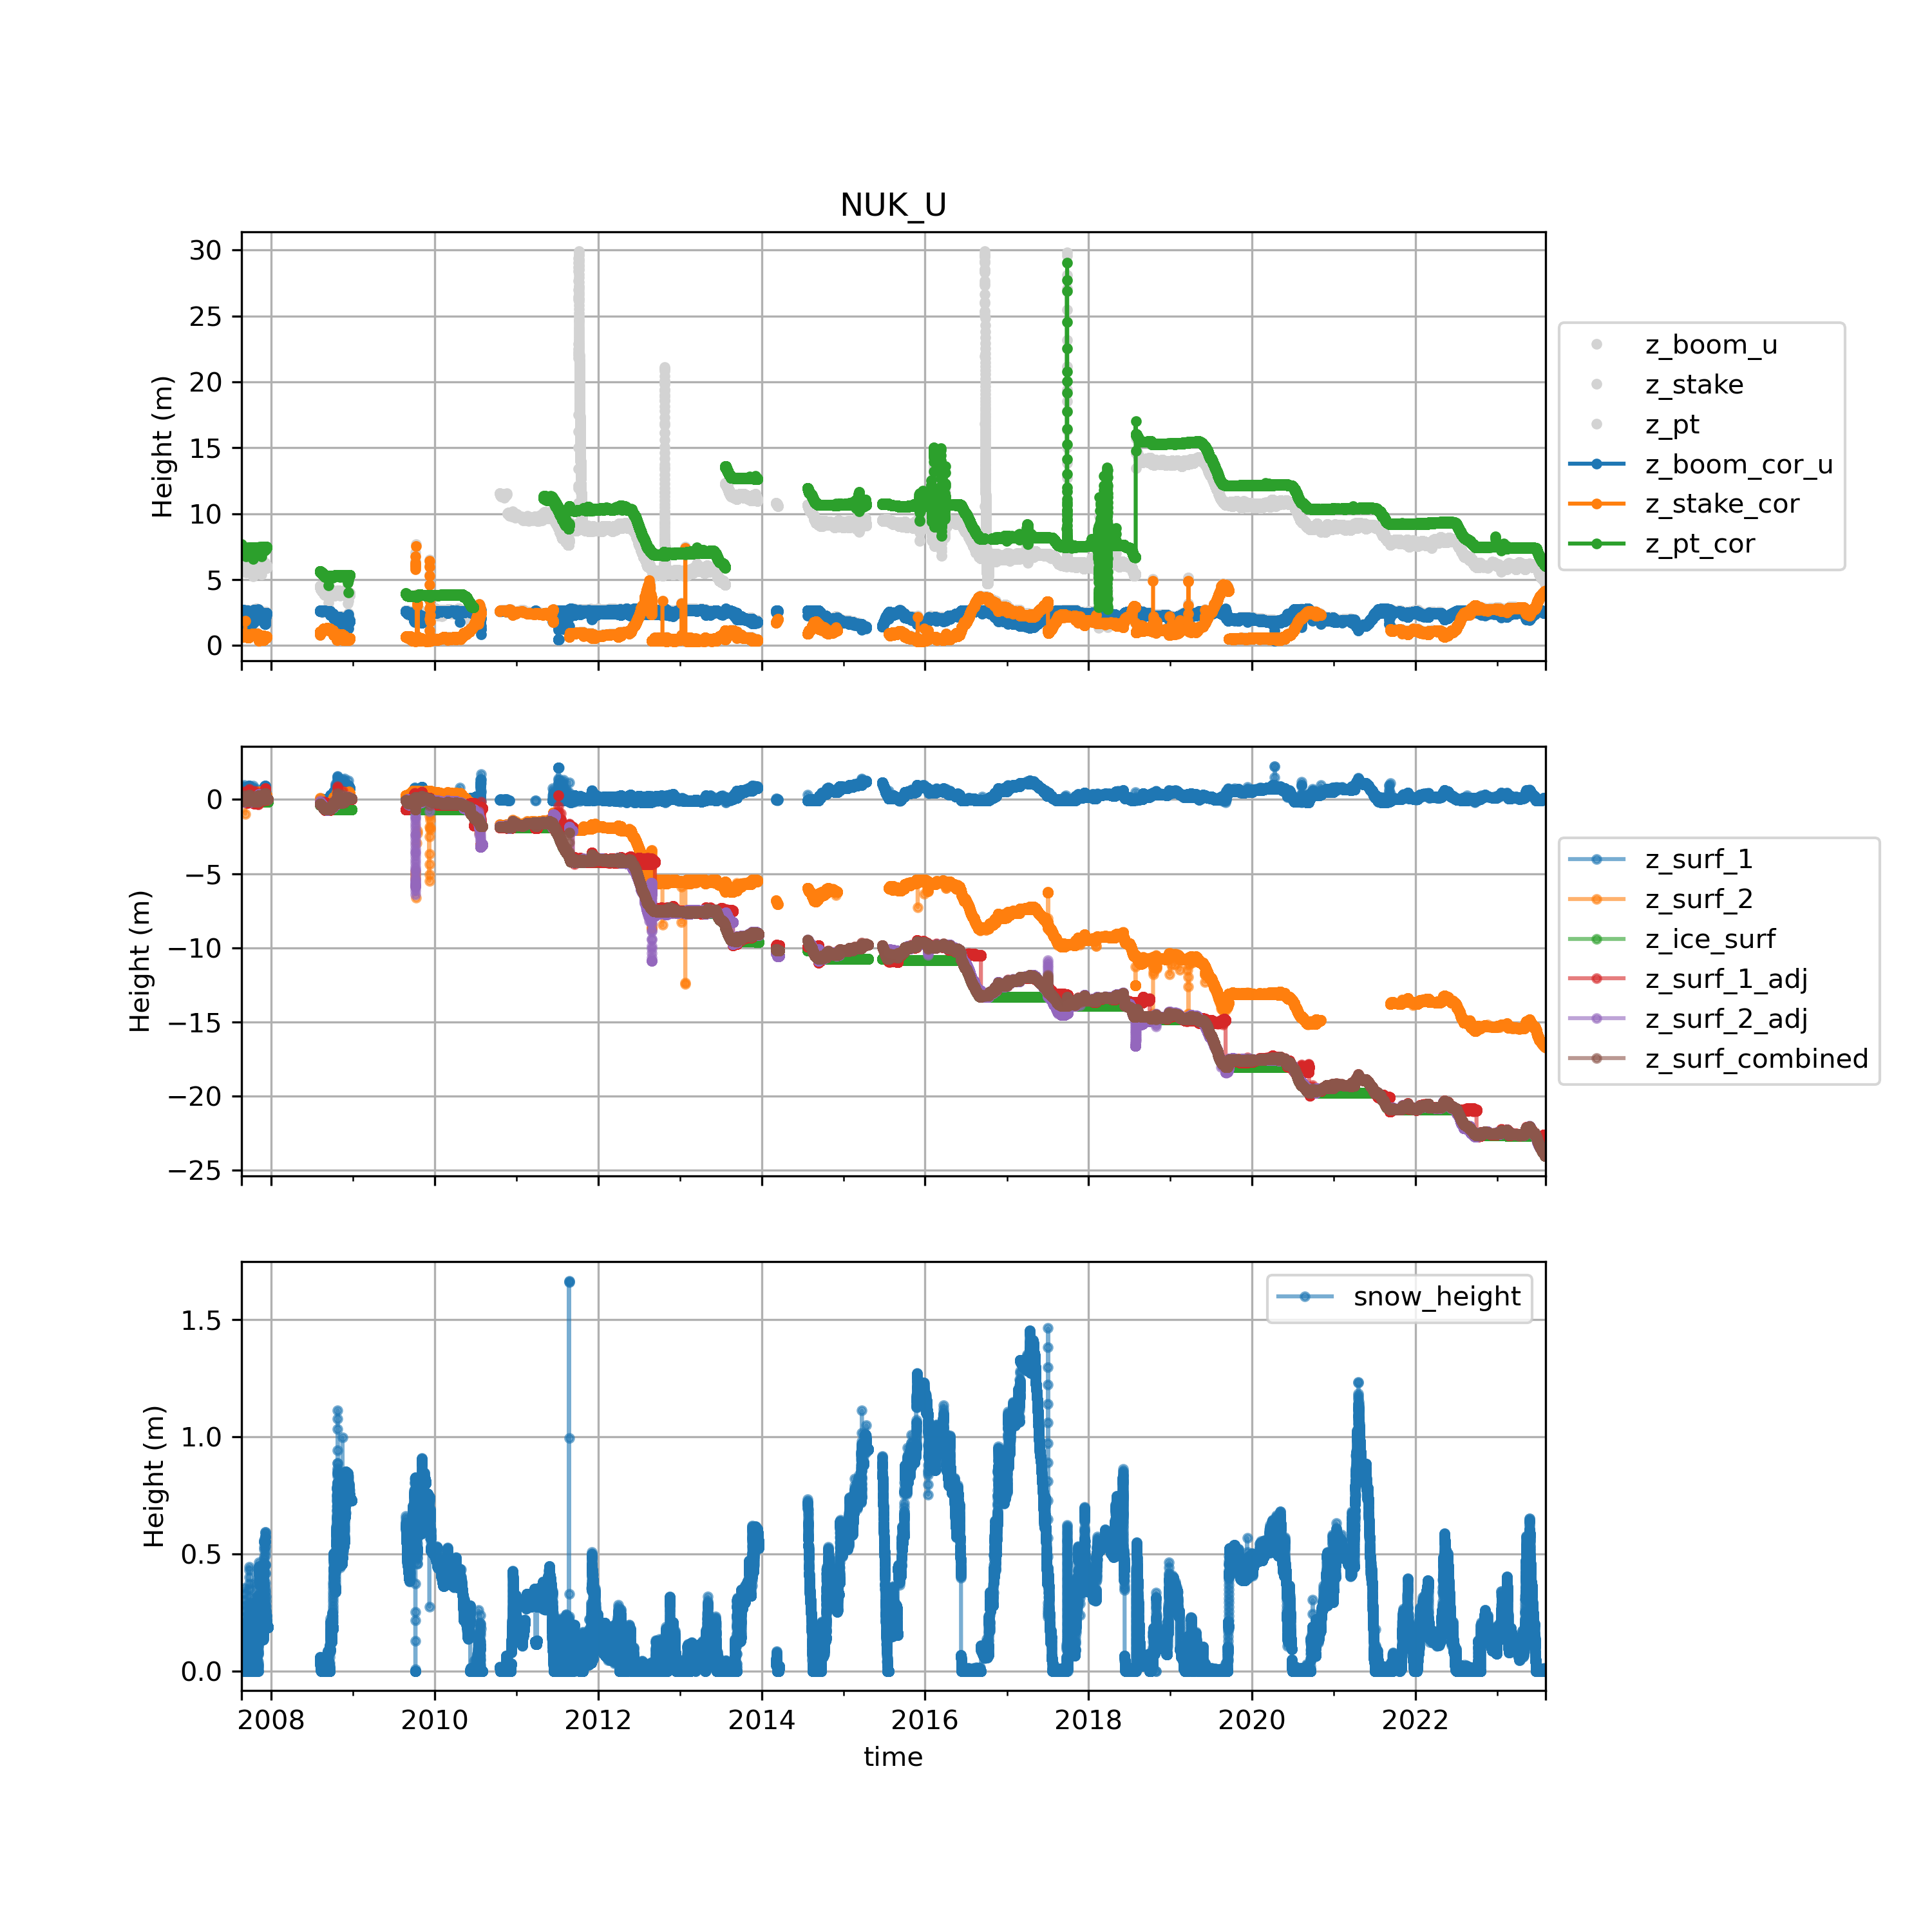 NUK_U
30
25
20
15
10
5
0
Height (m)
z_boom_u
z_stake
z_pt
z_boom_cor_u
z_stake_cor
z_pt_cor
0
−5
−10
−15
−20
−25
Height (m)
z_surf_1
z_surf_2
z_ice_surf
z_surf_1_adj
z_surf_2_adj
z_surf_combined
1.5
1.0
0.5
0.0
Height (m)
snow_height
2008 2010 2012 2014 2016 2018 2020 2022
time